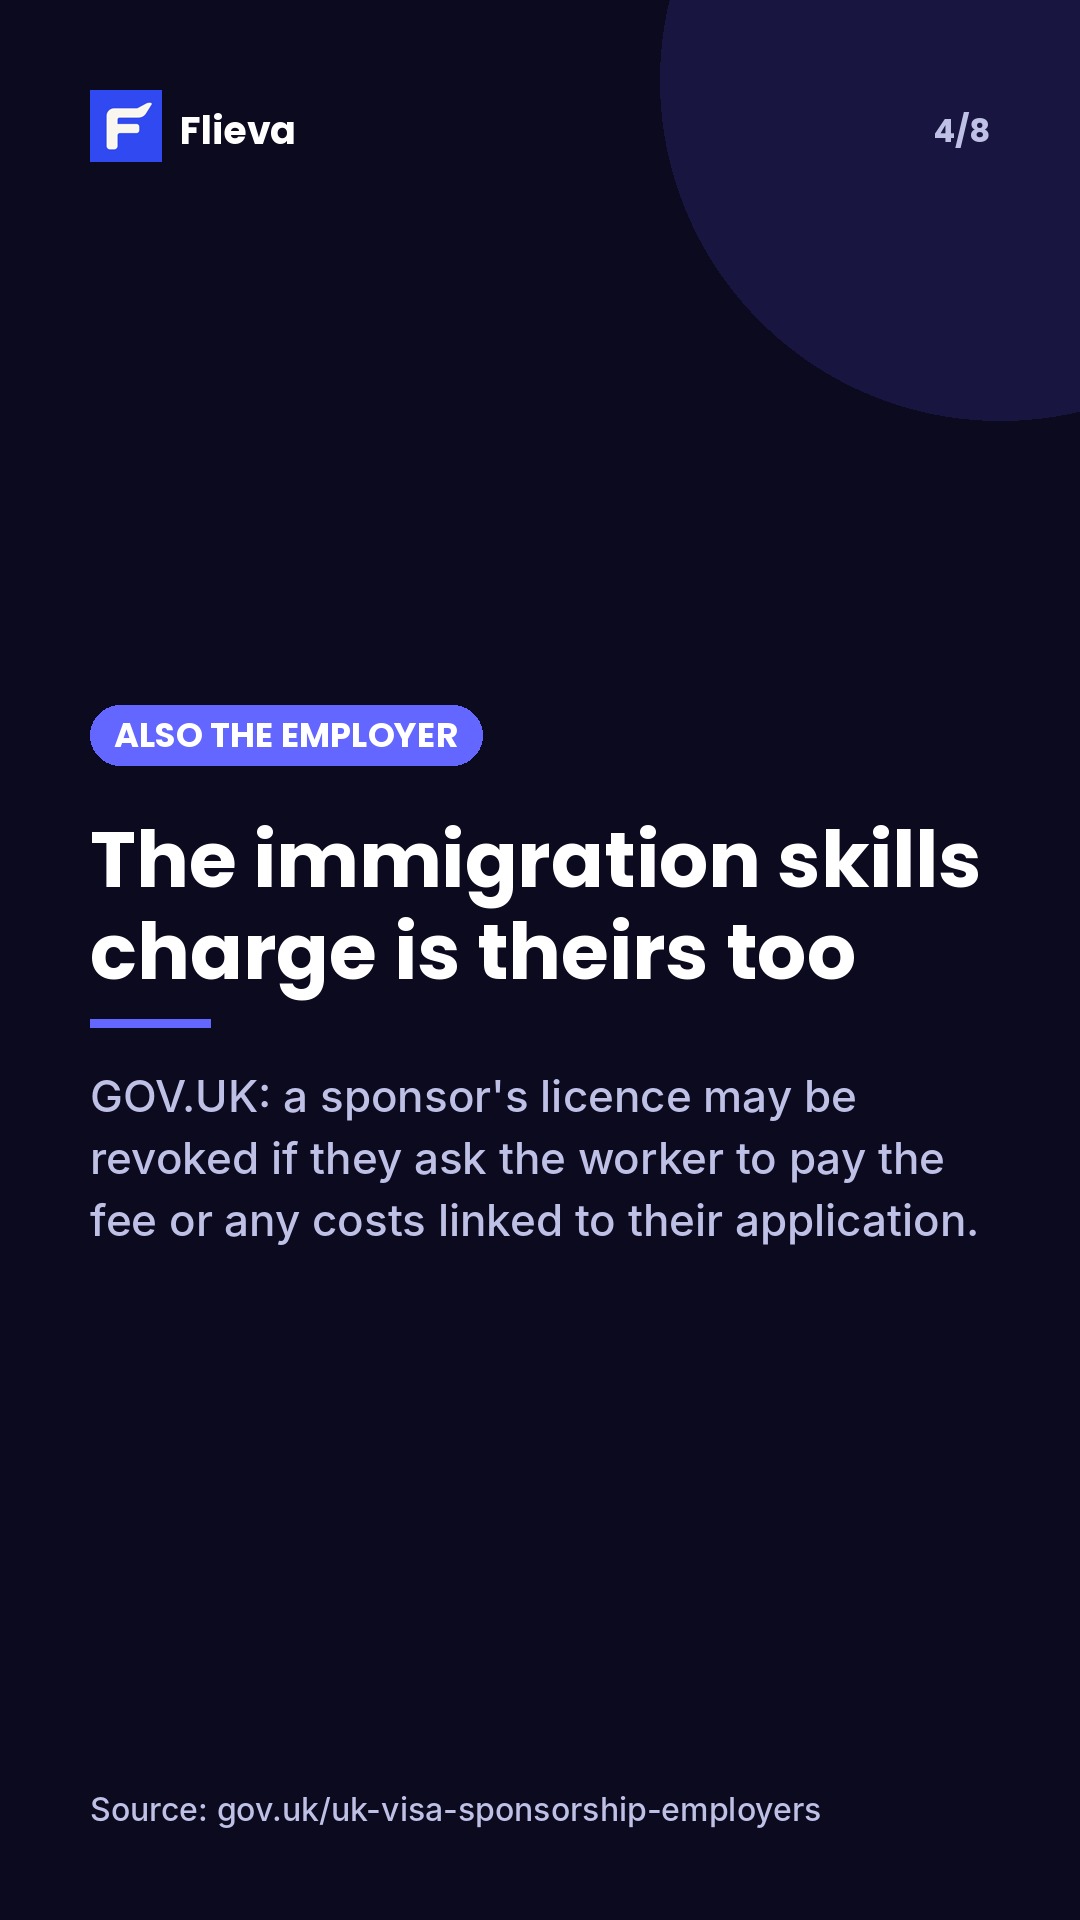 Flieva
4/8
ALSO THE EMPLOYER
The immigration skills
charge is theirs too
GOV.UK: a sponsor's licence may be
revoked if they ask the worker to pay the
fee or any costs linked to their application.
Source: gov.uk/uk-visa-sponsorship-employers